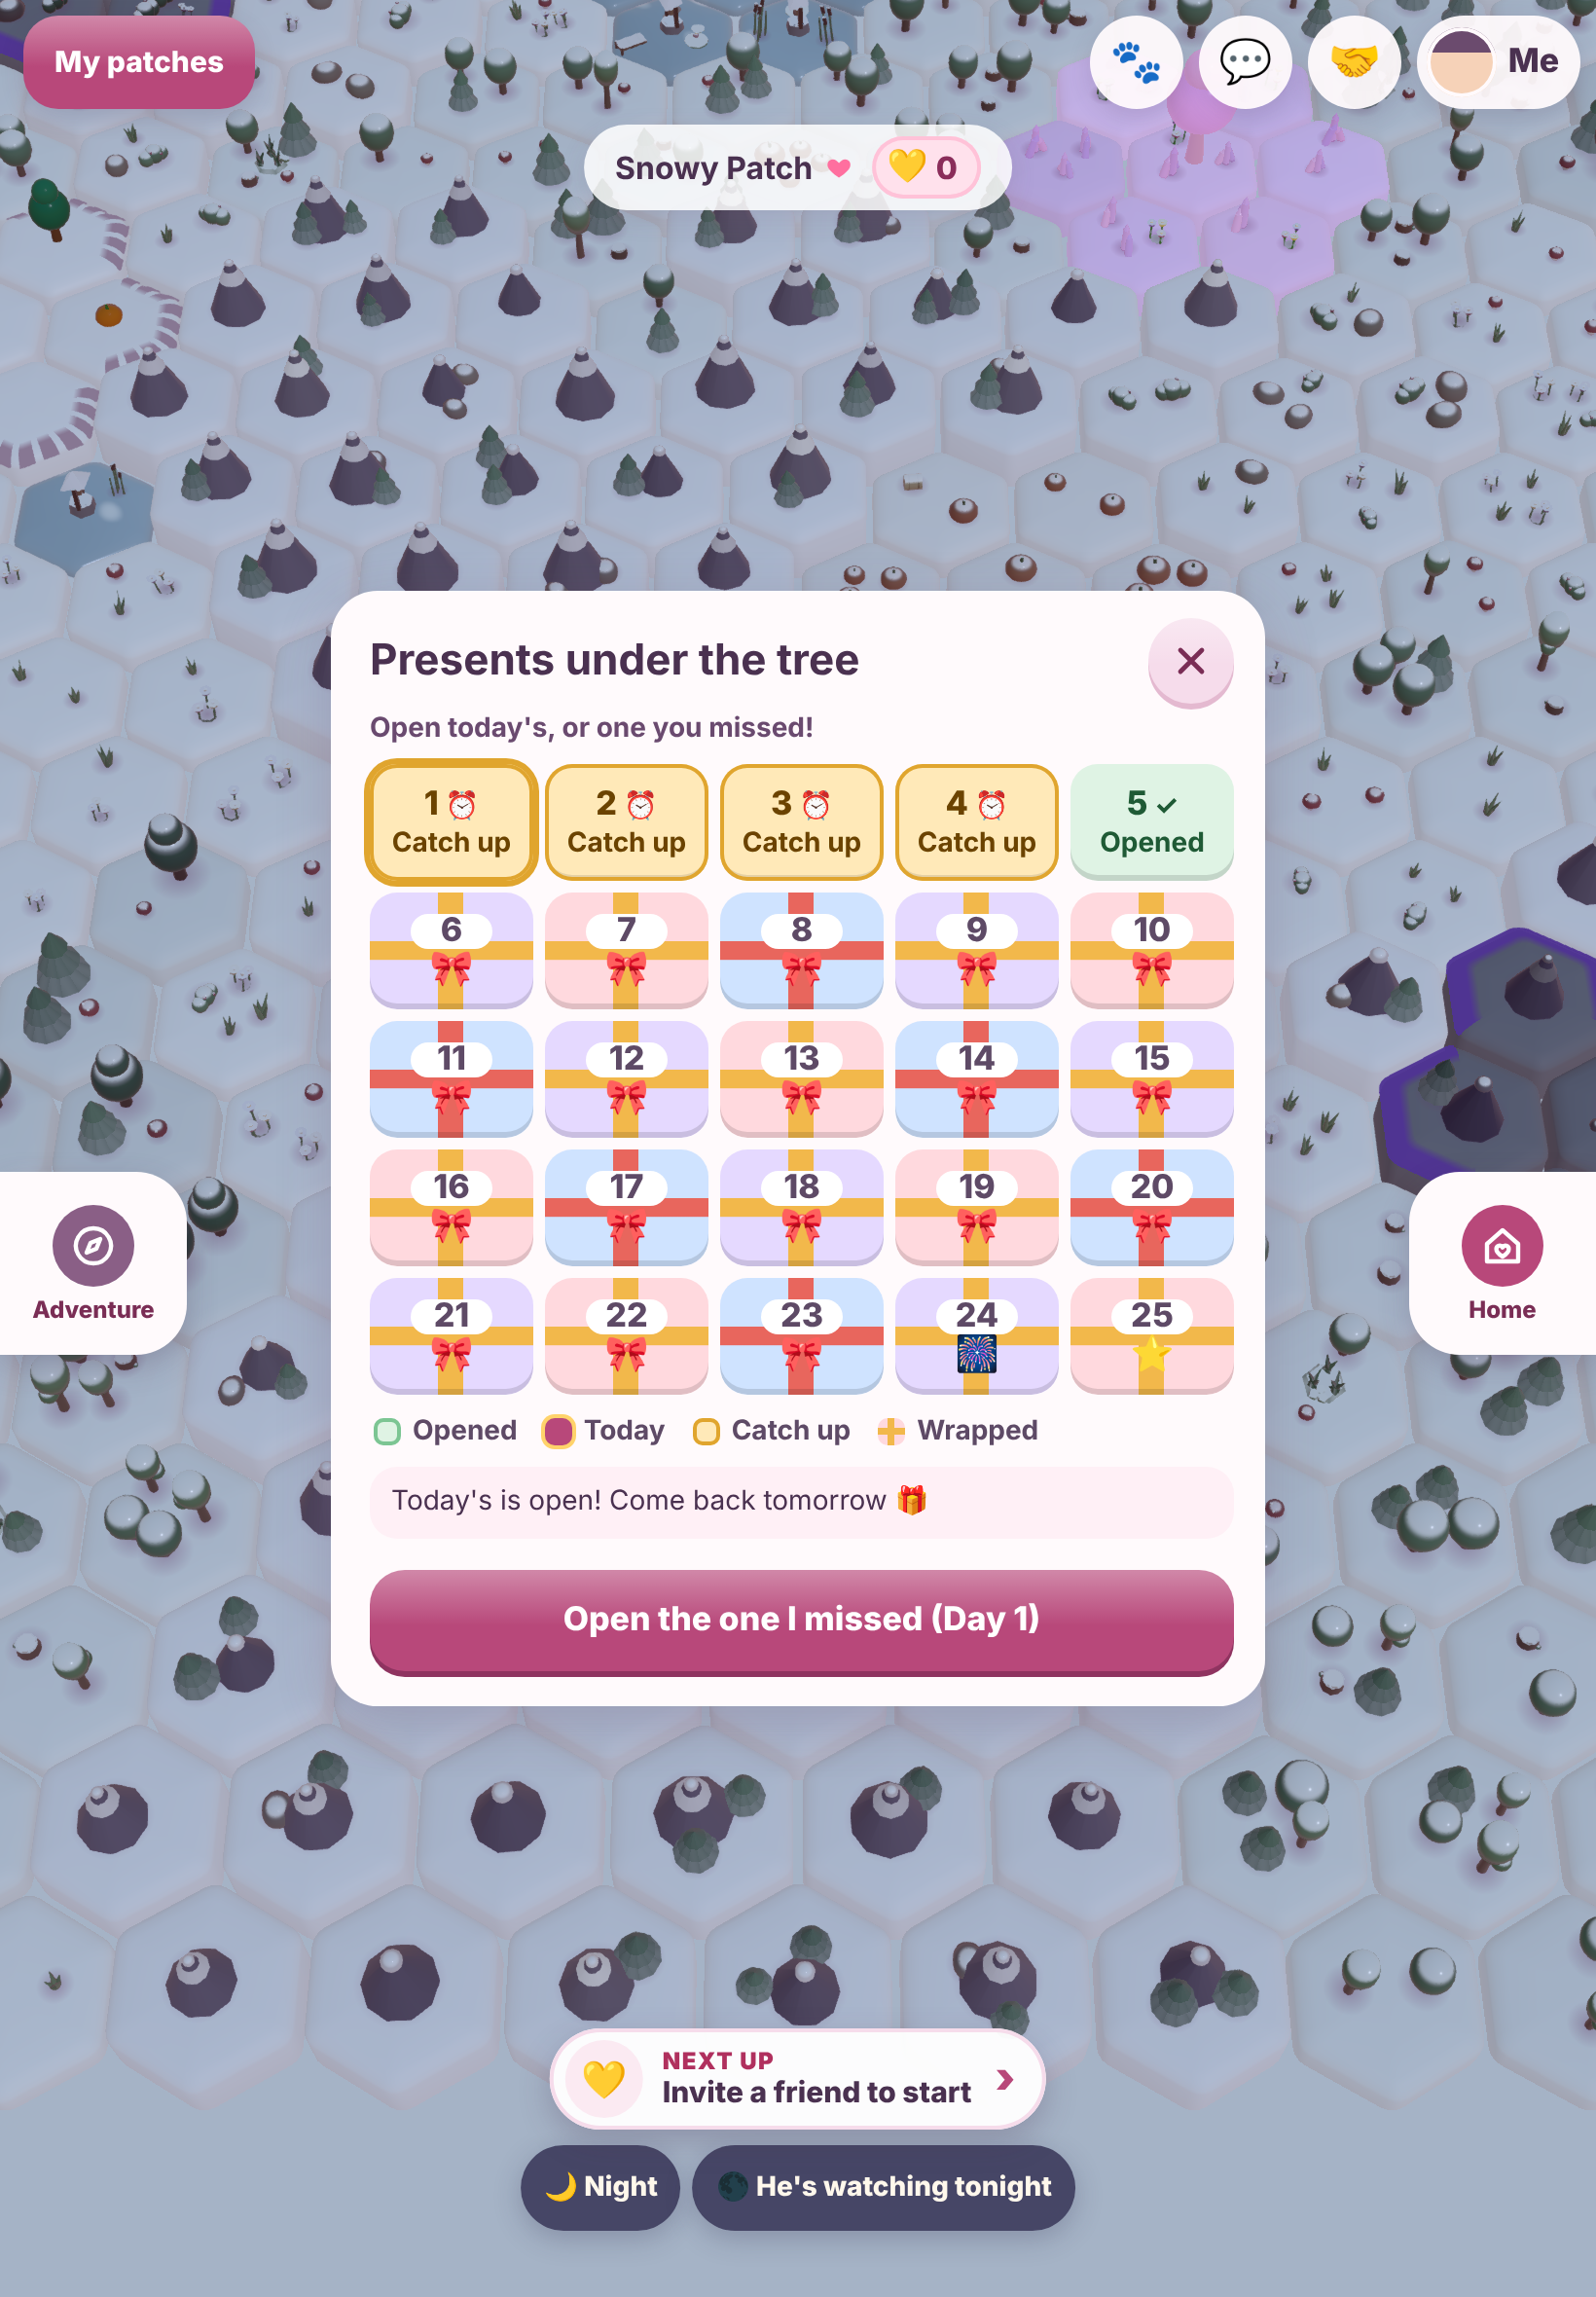 My patches
Me
Snowy Patch 💛 0
Presents under the tree
Open today's, or one you missed!
1 Catch up
2 Catch up
3 Catch up
4 Catch up
5 ✓ Opened
6
7
8
9
10
11
12
13
14
15
16
17
18
19
20
21
22
23
24
25
Opened
Today
Catch up
Wrapped
Today's is open! Come back tomorrow 🎁
Open the one I missed (Day 1)
Adventure
Home
NEXT UP
Invite a friend to start
Night
He's watching tonight